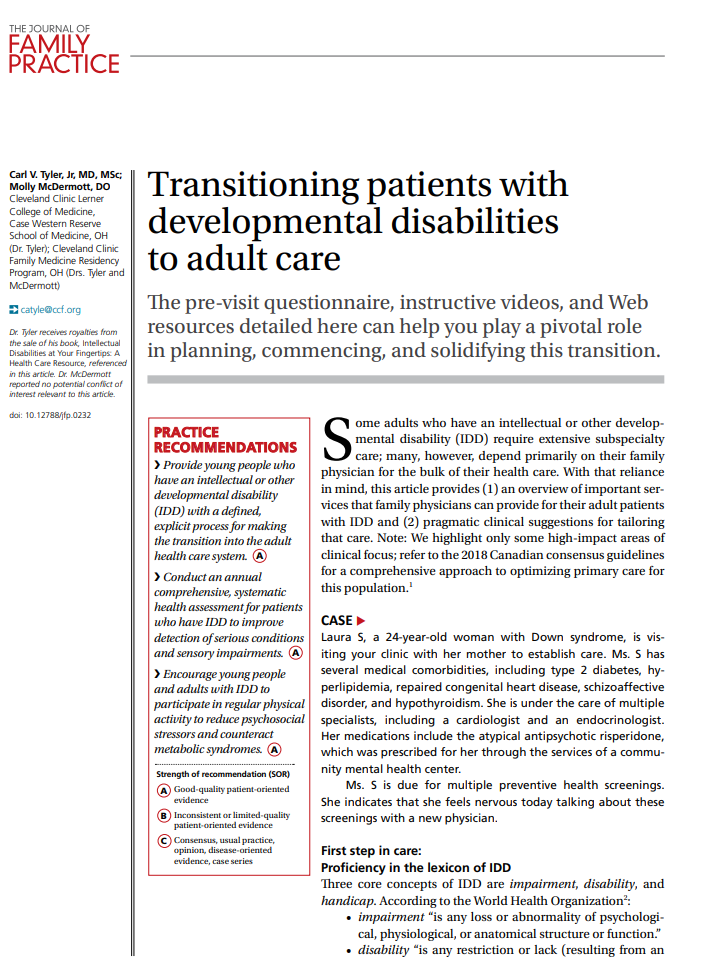 THE JOURNAL OF
FAMILY
PRACTICE
Carl V. Tyler, Jr, MD, MSc;
Molly McDermott, DO
Cleveland Clinic Lerner
College of Medicine,
Case Western Reserve
School of Medicine, OH
(Dr. Tyler); Cleveland Clinic
Family Medicine Residency
Program, OH (Drs. Tyler and
McDermott)
catyle@ccf.org
Dr. Tyler receives royalties from
the sale of his book, Intellectual
Disabilities at Your Fingertips: A
Health Care Resource, referenced
in this article. Dr. McDermott
reported no potential conflict of
interest relevant to this article.
doi: 10.12788/jfp.0232
Transitioning patients with
developmental disabilities
to adult care
The pre-visit questionnaire, instructive videos, and Web
resources detailed here can help you play a pivotal role
in planning, commencing, and solidifying this transition.
PRACTICE
RECOMMENDATIONS
❯ Provide young people who
have an intellectual or other
developmental disability
(IDD) with a defined,
explicit process for making
the transition into the adult
health care system. A
❯ Conduct an annual
comprehensive, systematic
health assessment for patients
who have IDD to improve
detection of serious conditions
and sensory impairments. A
❯ Encourage young people
and adults with IDD to
participate in regular physical
activity to reduce psychosocial
stressors and counteract
metabolic syndromes. A
Strength of recommendation (SOR)
A Good-quality patient-oriented
evidence
B Inconsistent or limited-quality
patient-oriented evidence
C Consensus, usual practice,
opinion, disease-oriented
evidence, case series
Some adults who have an intellectual or other develop-
mental disability (IDD) require extensive subspecialty
care; many, however, depend primarily on their family
physician for the bulk of their health care. With that reliance
in mind, this article provides (1) an overview of important ser-
vices that family physicians can provide for their adult patients
with IDD and (2) pragmatic clinical suggestions for tailoring
that care. Note: We highlight only some high-impact areas of
clinical focus; refer to the 2018 Canadian consensus guidelines
for a comprehensive approach to optimizing primary care for
this population.1
CASE ▶
Laura S, a 24-year-old woman with Down syndrome, is vis-
iting your clinic with her mother to establish care. Ms. S has
several medical comorbidities, including type 2 diabetes, hy-
perlipidemia, repaired congenital heart disease, schizoaffective
disorder, and hypothyroidism. She is under the care of multiple
specialists, including a cardiologist and an endocrinologist.
Her medications include the atypical antipsychotic risperidone,
which was prescribed for her through the services of a commu-
nity mental health center.
Ms. S is due for multiple preventive health screenings.
She indicates that she feels nervous today talking about these
screenings with a new physician.
First step in care:
Proficiency in the lexicon of IDD
Three core concepts of IDD are impairment, disability, and
handicap. According to the World Health Organization2:
• impairment “is any loss or abnormality of psychologi-
cal, physiological, or anatomical structure or function.”
• disability “is any restriction or lack (resulting from an